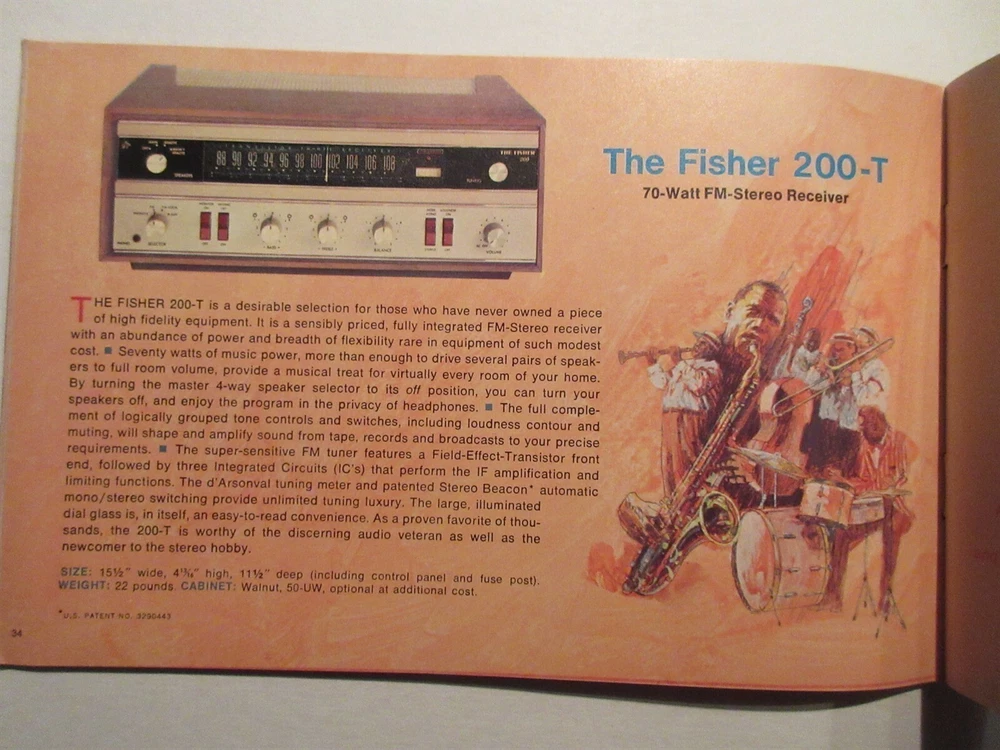 88 90 92 94 96 98 100 102 104 106 108
THE FISHER
200
SPEAKERS
TUNING
SELECTOR
BASS
TREBLE
BALANCE
VOLUME
The Fisher 200-T
70-Watt FM-Stereo Receiver
THE FISHER 200-T is a desirable selection for those who have never owned a piece
of high fidelity equipment. It is a sensibly priced, fully integrated FM-Stereo receiver
with an abundance of power and breadth of flexibility rare in equipment of such modest
cost. ■ Seventy watts of music power, more than enough to drive several pairs of speak-
ers to full room volume, provide a musical treat for virtually every room of your home.
By turning the master 4-way speaker selector to its off position, you can turn your
speakers off, and enjoy the program in the privacy of headphones. ■ The full comple-
ment of logically grouped tone controls and switches, including loudness contour and
muting, will shape and amplify sound from tape, records and broadcasts to your precise
requirements. ■ The super-sensitive FM tuner features a Field-Effect-Transistor front
end, followed by three Integrated Circuits (IC's) that perform the IF amplification and
limiting functions. The d'Arsonval tuning meter and patented Stereo Beacon* automatic
mono/stereo switching provide unlimited tuning luxury. The large, illuminated
dial glass is, in itself, an easy-to-read convenience. As a proven favorite of thou-
sands, the 200-T is worthy of the discerning audio veteran as well as the
newcomer to the stereo hobby.
SIZE: 15½" wide, 4¹³⁄₁₆" high, 11½" deep (including control panel and fuse post).
WEIGHT: 22 pounds. CABINET: Walnut, 50-UW, optional at additional cost.
*U.S. PATENT NO. 3290443
34